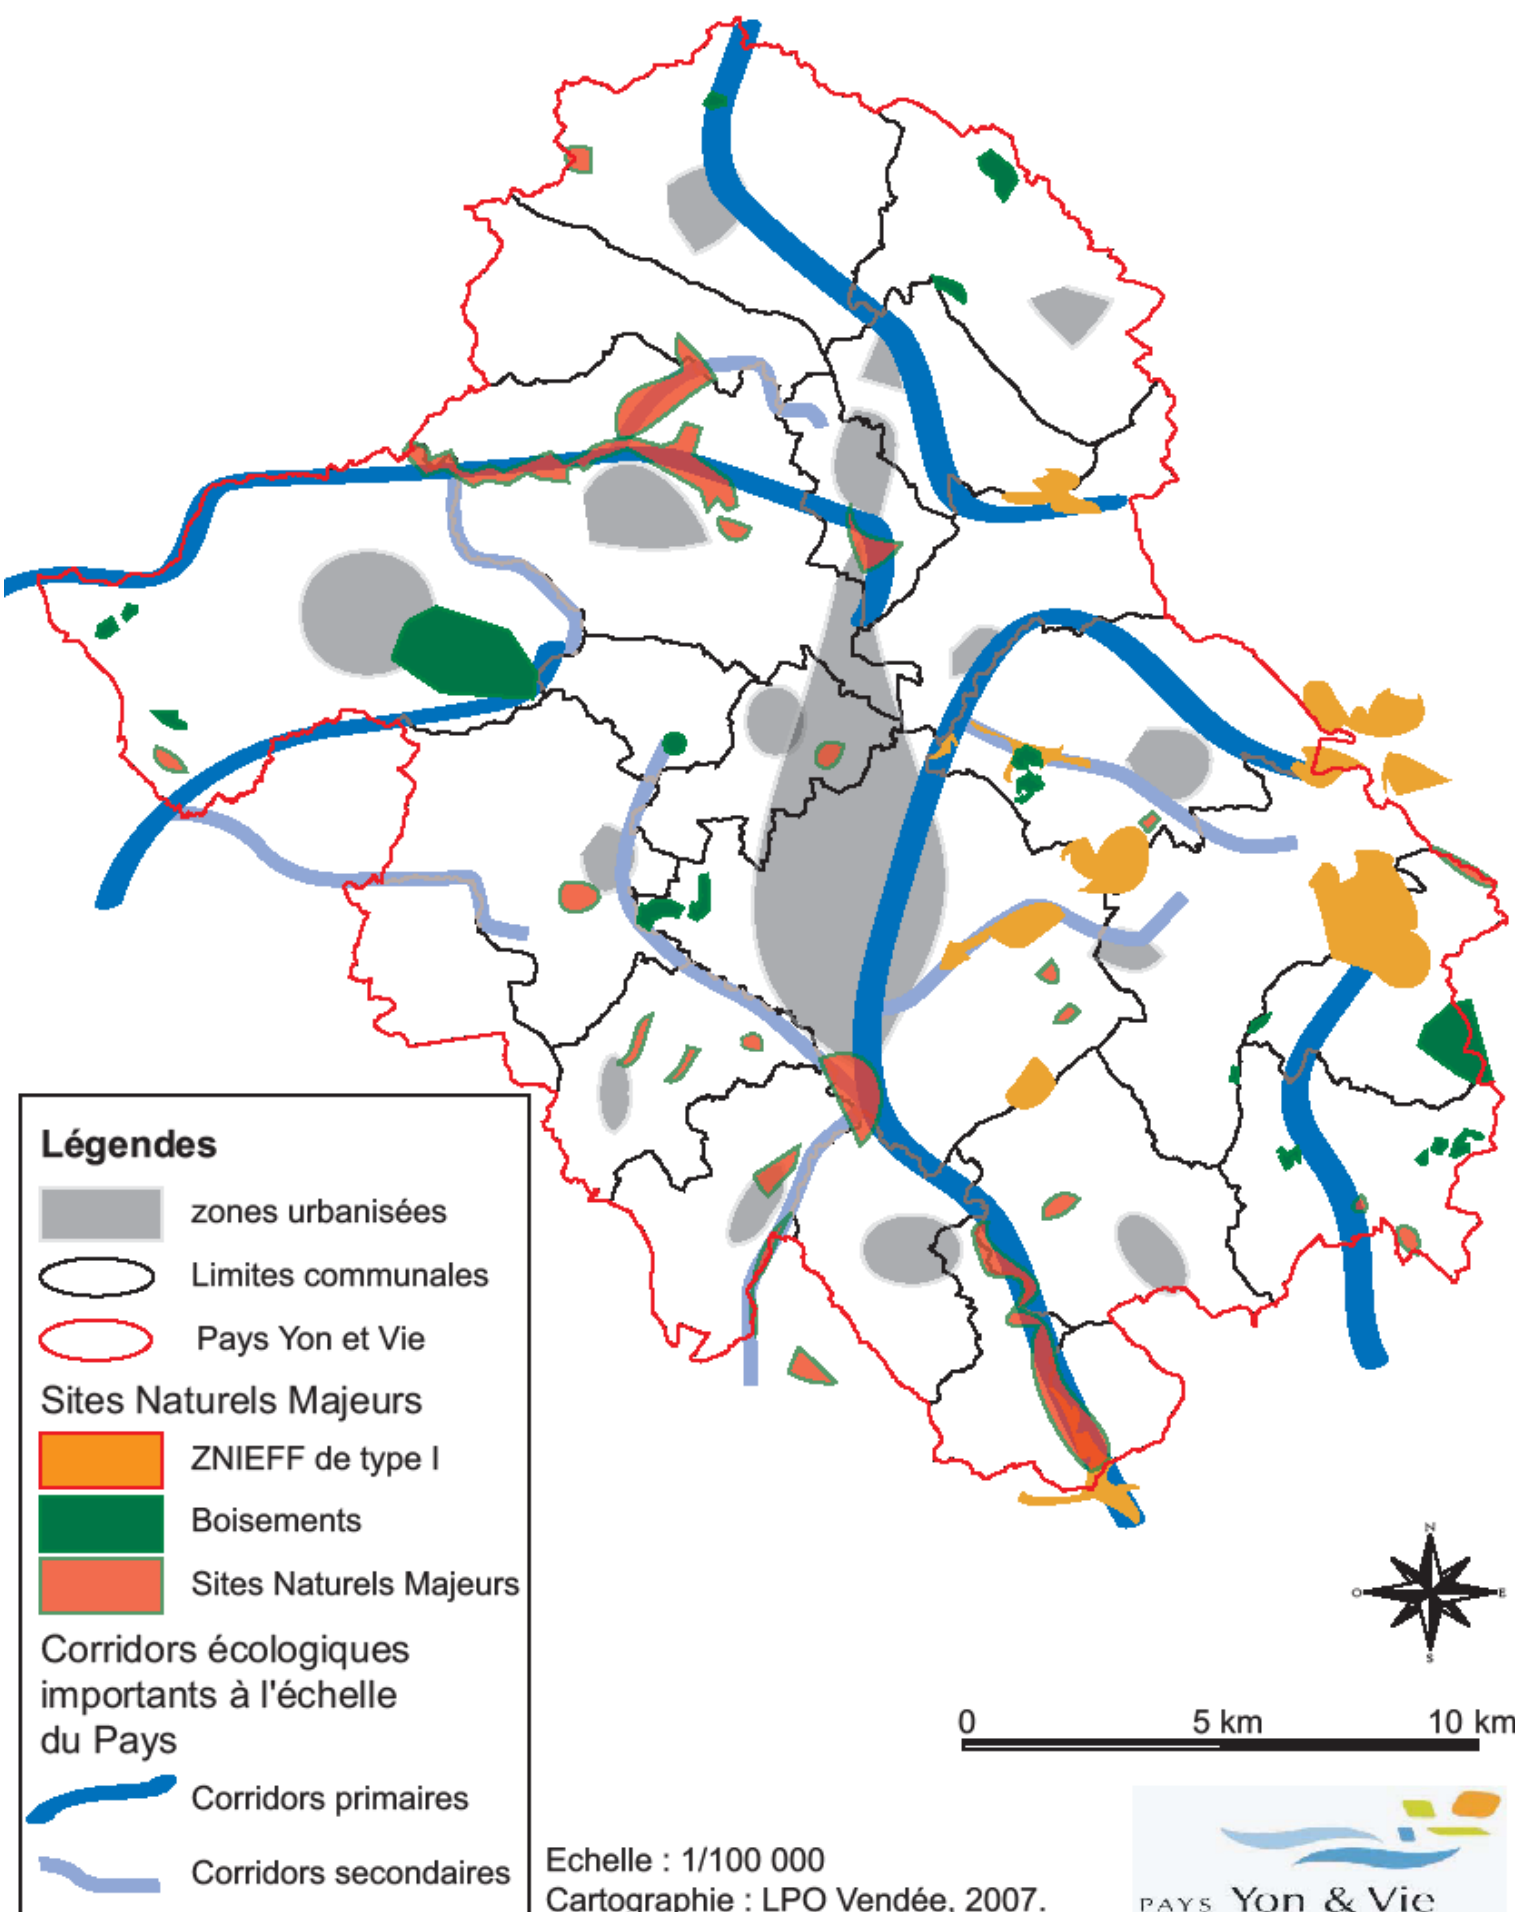 N
O
E
S
Légendes
zones urbanisées
Limites communales
Pays Yon et Vie
Sites Naturels Majeurs
ZNIEFF de type I
Boisements
Sites Naturels Majeurs
Corridors écologiques
importants à l'échelle
du Pays
Corridors primaires
Corridors secondaires
0 5 km 10 km
Echelle : 1/100 000
Cartographie : LPO Vendée, 2007.
PAYS Yon & Vie